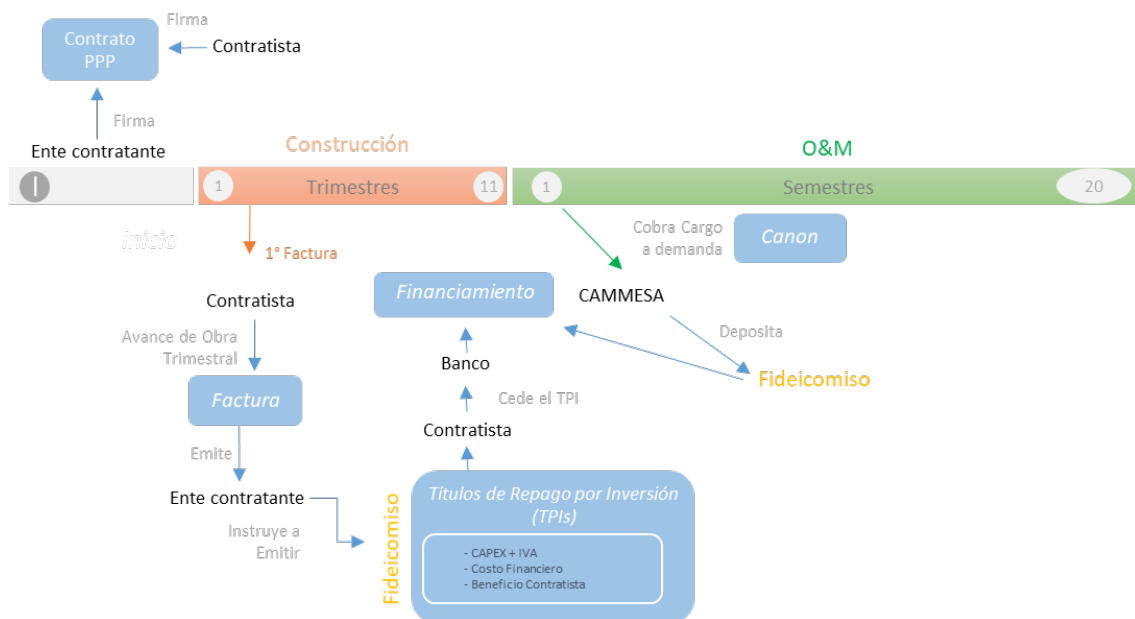 Firma
Contrato
PPP
Contratista
Firma
Ente contratante
Construcción
O&M
I
1
Trimestres
11
1
Semestres
20
Inicio
1° Factura
Cobra Cargo
a demanda
Canon
Contratista
Financiamiento
CAMMESA
Avance de Obra
Trimestral
Deposita
Banco
Fideicomiso
Factura
Cede el TPI
Contratista
Emite
Ente contratante
Títulos de Repago por Inversión
(TPIs)
Instruye a
Emitir
Fideicomiso
- CAPEX + IVA
- Costo Financiero
- Beneficio Contratista